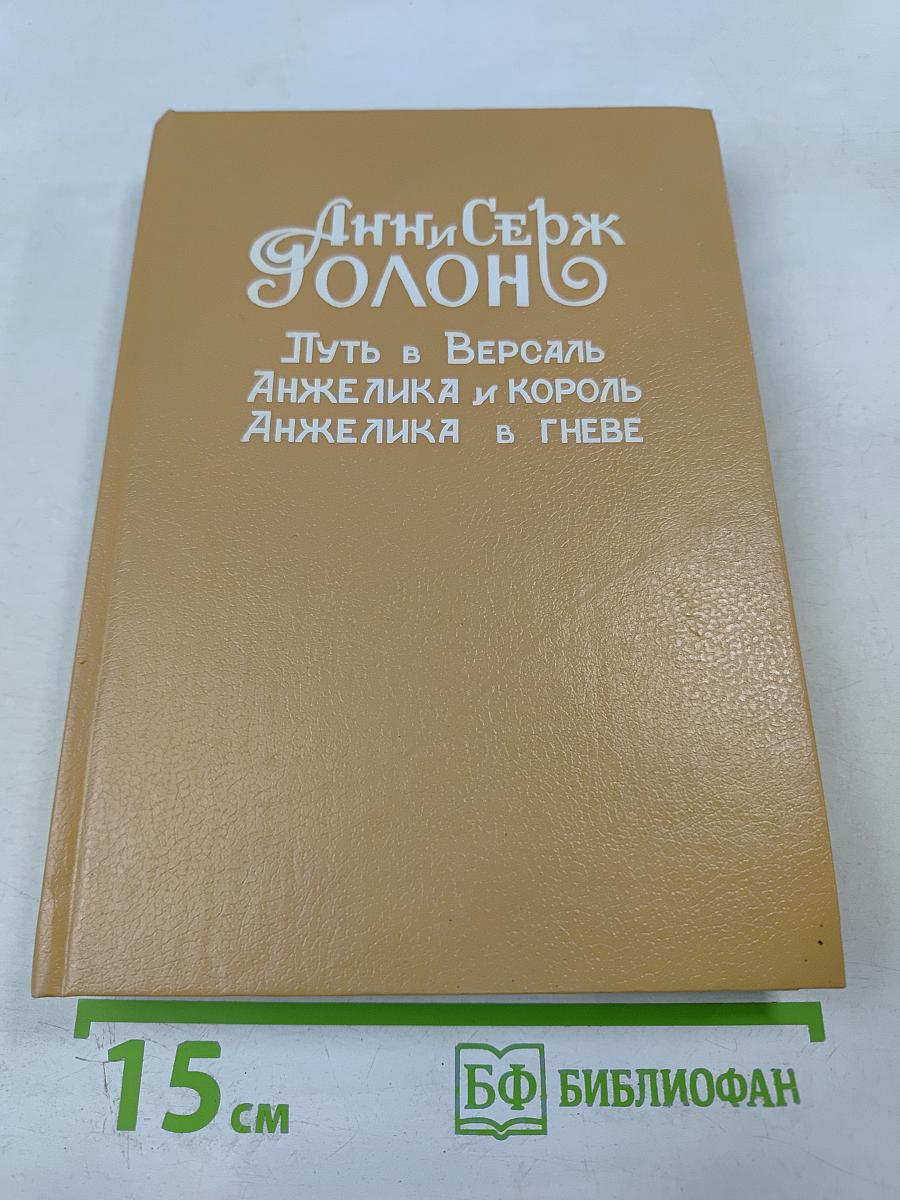 Анн и Серж
Голон
Путь в Версаль
Анжелика и король
Анжелика в гневе
15 см
БФ БИБЛИОФАН